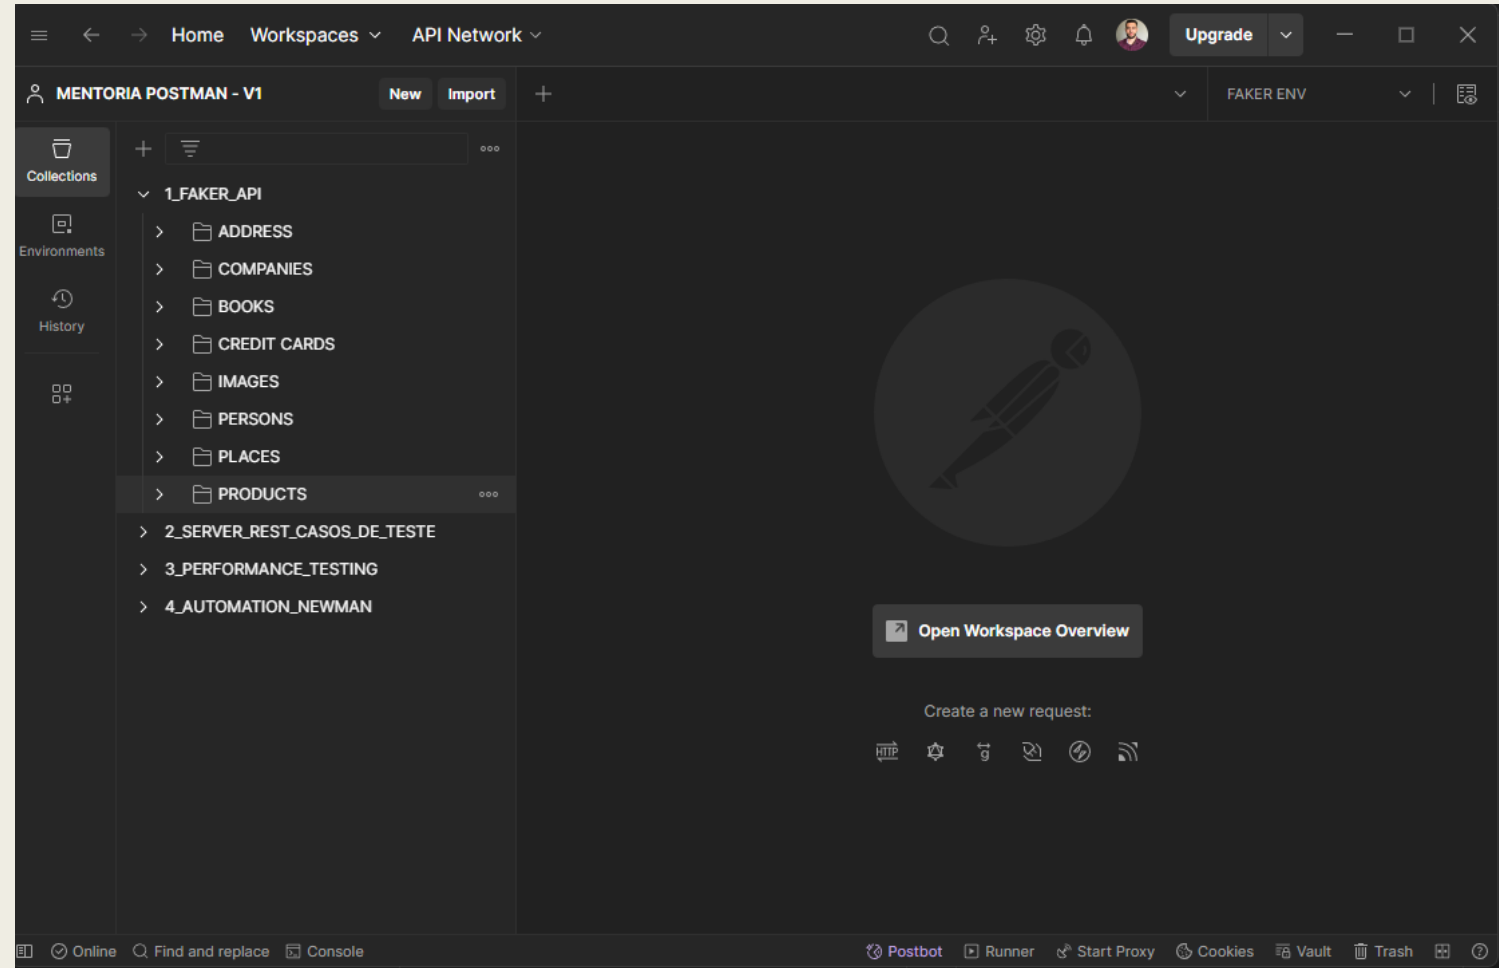 Home Workspaces API Network Upgrade
MENTORIA POSTMAN - V1 New Import FAKER ENV
Collections
Environments
History
1_FAKER_API
ADDRESS
COMPANIES
BOOKS
CREDIT CARDS
IMAGES
PERSONS
PLACES
PRODUCTS
2_SERVER_REST_CASOS_DE_TESTE
3_PERFORMANCE_TESTING
4_AUTOMATION_NEWMAN
Open Workspace Overview
Create a new request:
HTTP g
Online Find and replace Console Postbot Runner Start Proxy Cookies Vault Trash